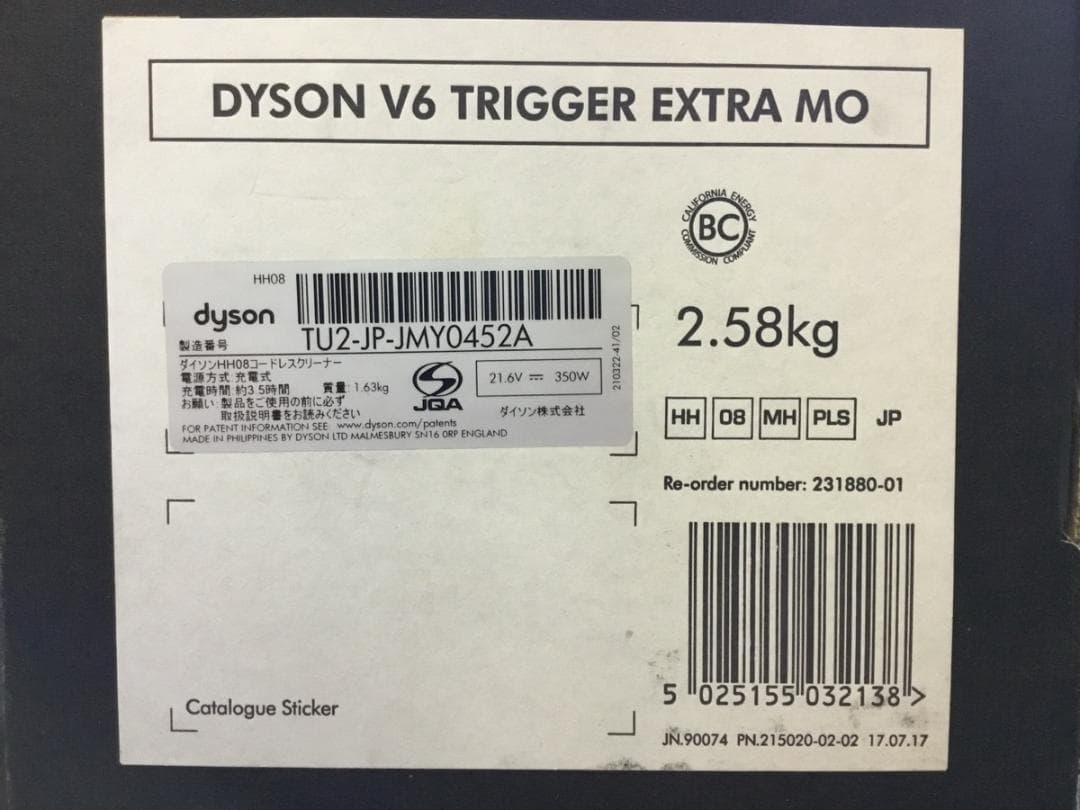 DYSON V6 TRIGGER EXTRA MO
CALIFORNIA ENERGY
BC
COMMISSION COMPLIANT
HH08
dyson
製造番号
TU2-JP-JMY0452A
ダイソンHH08コードレスクリーナー
電源方式:充電式
充電時間:約3.5時間 質量:1.63kg
お願い:製品をご使用の前に必ず
取扱説明書をお読みください
JQA
21.6V ⎓ 350W
ダイソン株式会社
210322-41/02
FOR PATENT INFORMATION SEE: www.dyson.com/patents
MADE IN PHILIPPINES BY DYSON LTD MALMESBURY SN16 0RP ENGLAND
2.58kg
HH 08 MH PLS JP
Re-order number: 231880-01
5 025155 032138 >
Catalogue Sticker
JN.90074 PN.215020-02-02 17.07.17